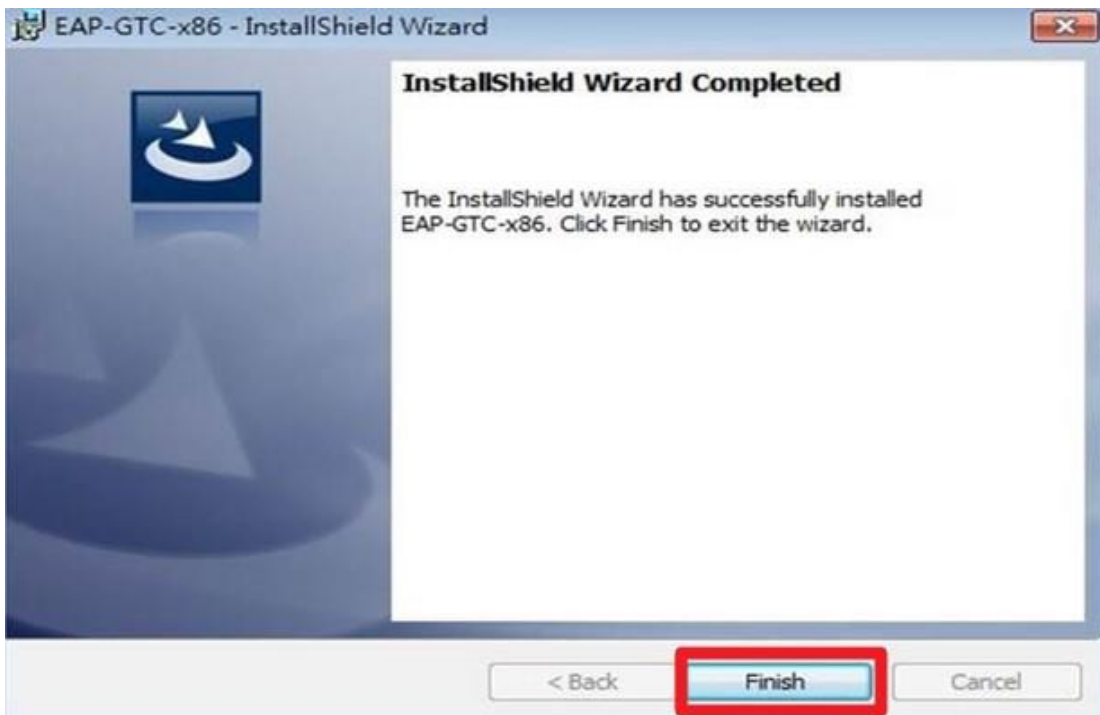 EAP-GTC-x86 - InstallShield Wizard
InstallShield Wizard Completed
The InstallShield Wizard has successfully installed
EAP-GTC-x86. Click Finish to exit the wizard.
< Back
Finish
Cancel